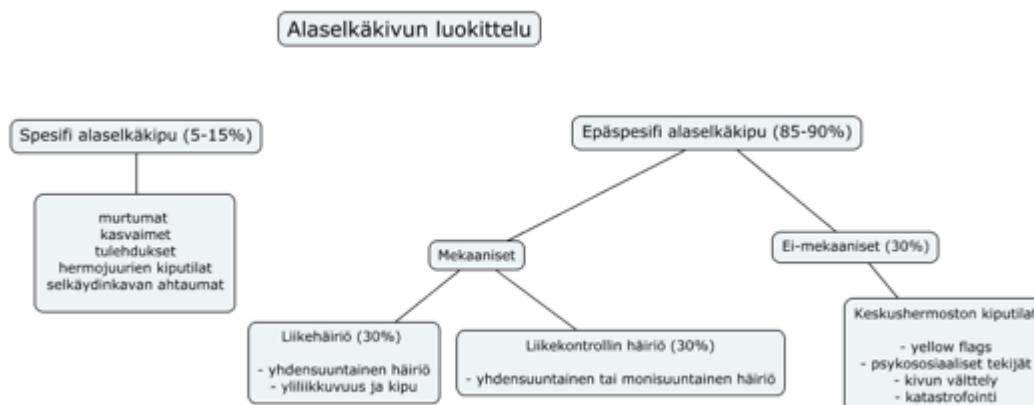 Alaselkäkivun luokittelu
Spesifi alaselkäkipu (5-15%)
murtumat
kasvaimet
tulehdukset
hermojuurien kiputilat
selkäydinkavan ahtaumat
Epäspesifi alaselkäkipu (85-90%)
Mekaaniset
Ei-mekaaniset (30%)
Liikehäiriö (30%)
- yhdensuuntainen häiriö
- yliliikkuvuus ja kipu
Liikekontrollin häiriö (30%)
- yhdensuuntainen tai monisuuntainen häiriö
Keskushermoston kiputilat
- yellow flags
- psykososiaaliset tekijät
- kivun välttely
- katastrofointi